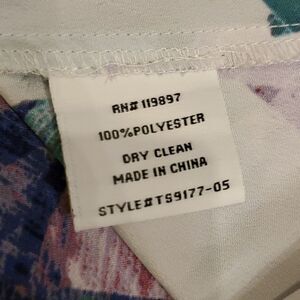 RN# 119897
100%POLYESTER
DRY CLEAN
MADE IN CHINA
STYLE#TS9177-05